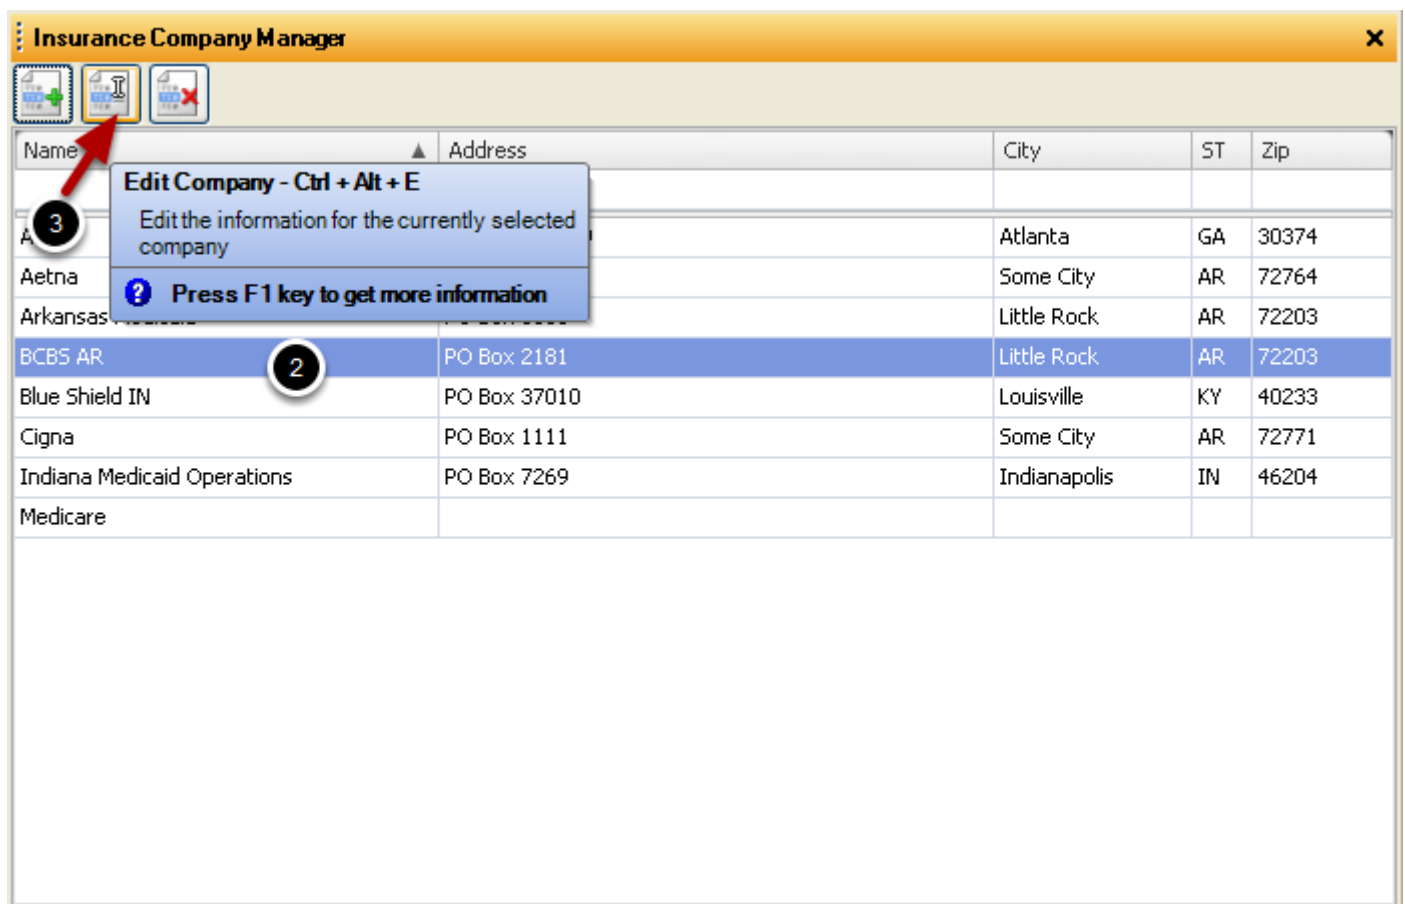 Insurance Company Manager
Name Address City ST Zip
Edit Company - Ctrl + Alt + E
Edit the information for the currently selected
company
Press F1 key to get more information
3
Atlanta GA 30374
Aetna Some City AR 72764
Arkansas Little Rock AR 72203
BCBS AR 2 PO Box 2181 Little Rock AR 72203
Blue Shield IN PO Box 37010 Louisville KY 40233
Cigna PO Box 1111 Some City AR 72771
Indiana Medicaid Operations PO Box 7269 Indianapolis IN 46204
Medicare